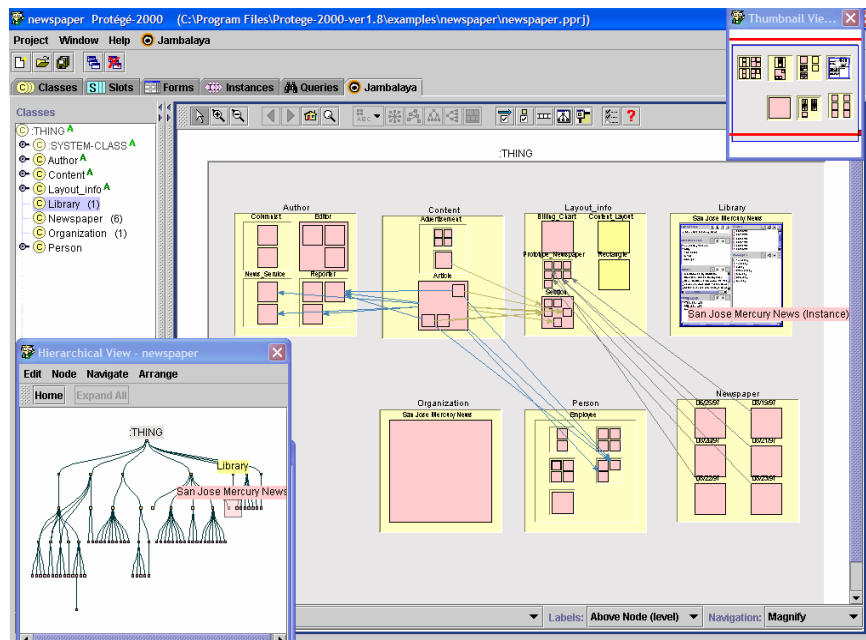 newspaper Protégé-2000 (C:\Program Files\Protege-2000-ver1.8\examples\newspaper\newspaper.pprj)
Thumbnail Vie...
Project Window Help Jambalaya
Classes Slots Forms Instances Queries Jambalaya
Classes
:THING A
:SYSTEM-CLASS A
Author A
Content A
Layout_info A
Library (1)
Newspaper (6)
Organization (1)
Person
:THING
Author
Columnist Editor
News_Service Reporter
Content
Advertisement
Article
Layout_info
Billing_Chart Content_Layout
Prototype_Newspaper Rectangle
Section
Library
San Jose Mercury News
San Jose Mercury News (Instance)
Organization
San Jose Mercury News
Person
Employee
Newspaper
Hierarchical View - newspaper
Edit Node Navigate Arrange
Home Expand All
:THING
Library
San Jose Mercury News
Labels: Above Node (level) Navigation: Magnify